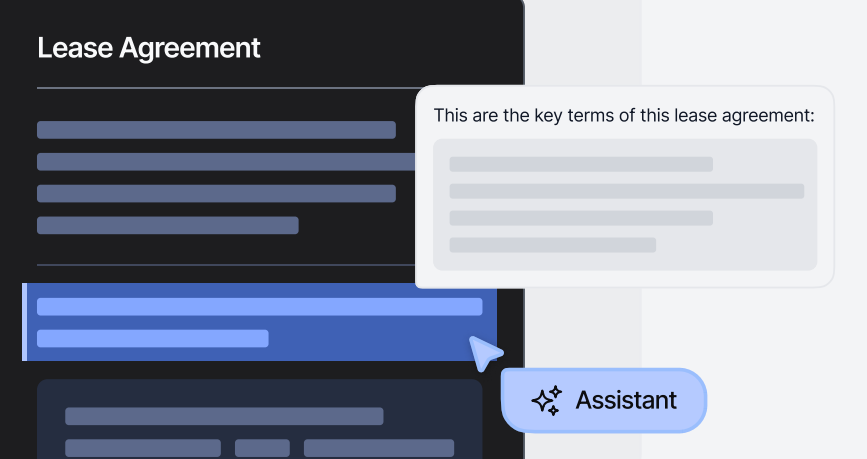 Lease Agreement
This are the key terms of this lease agreement:
Assistant